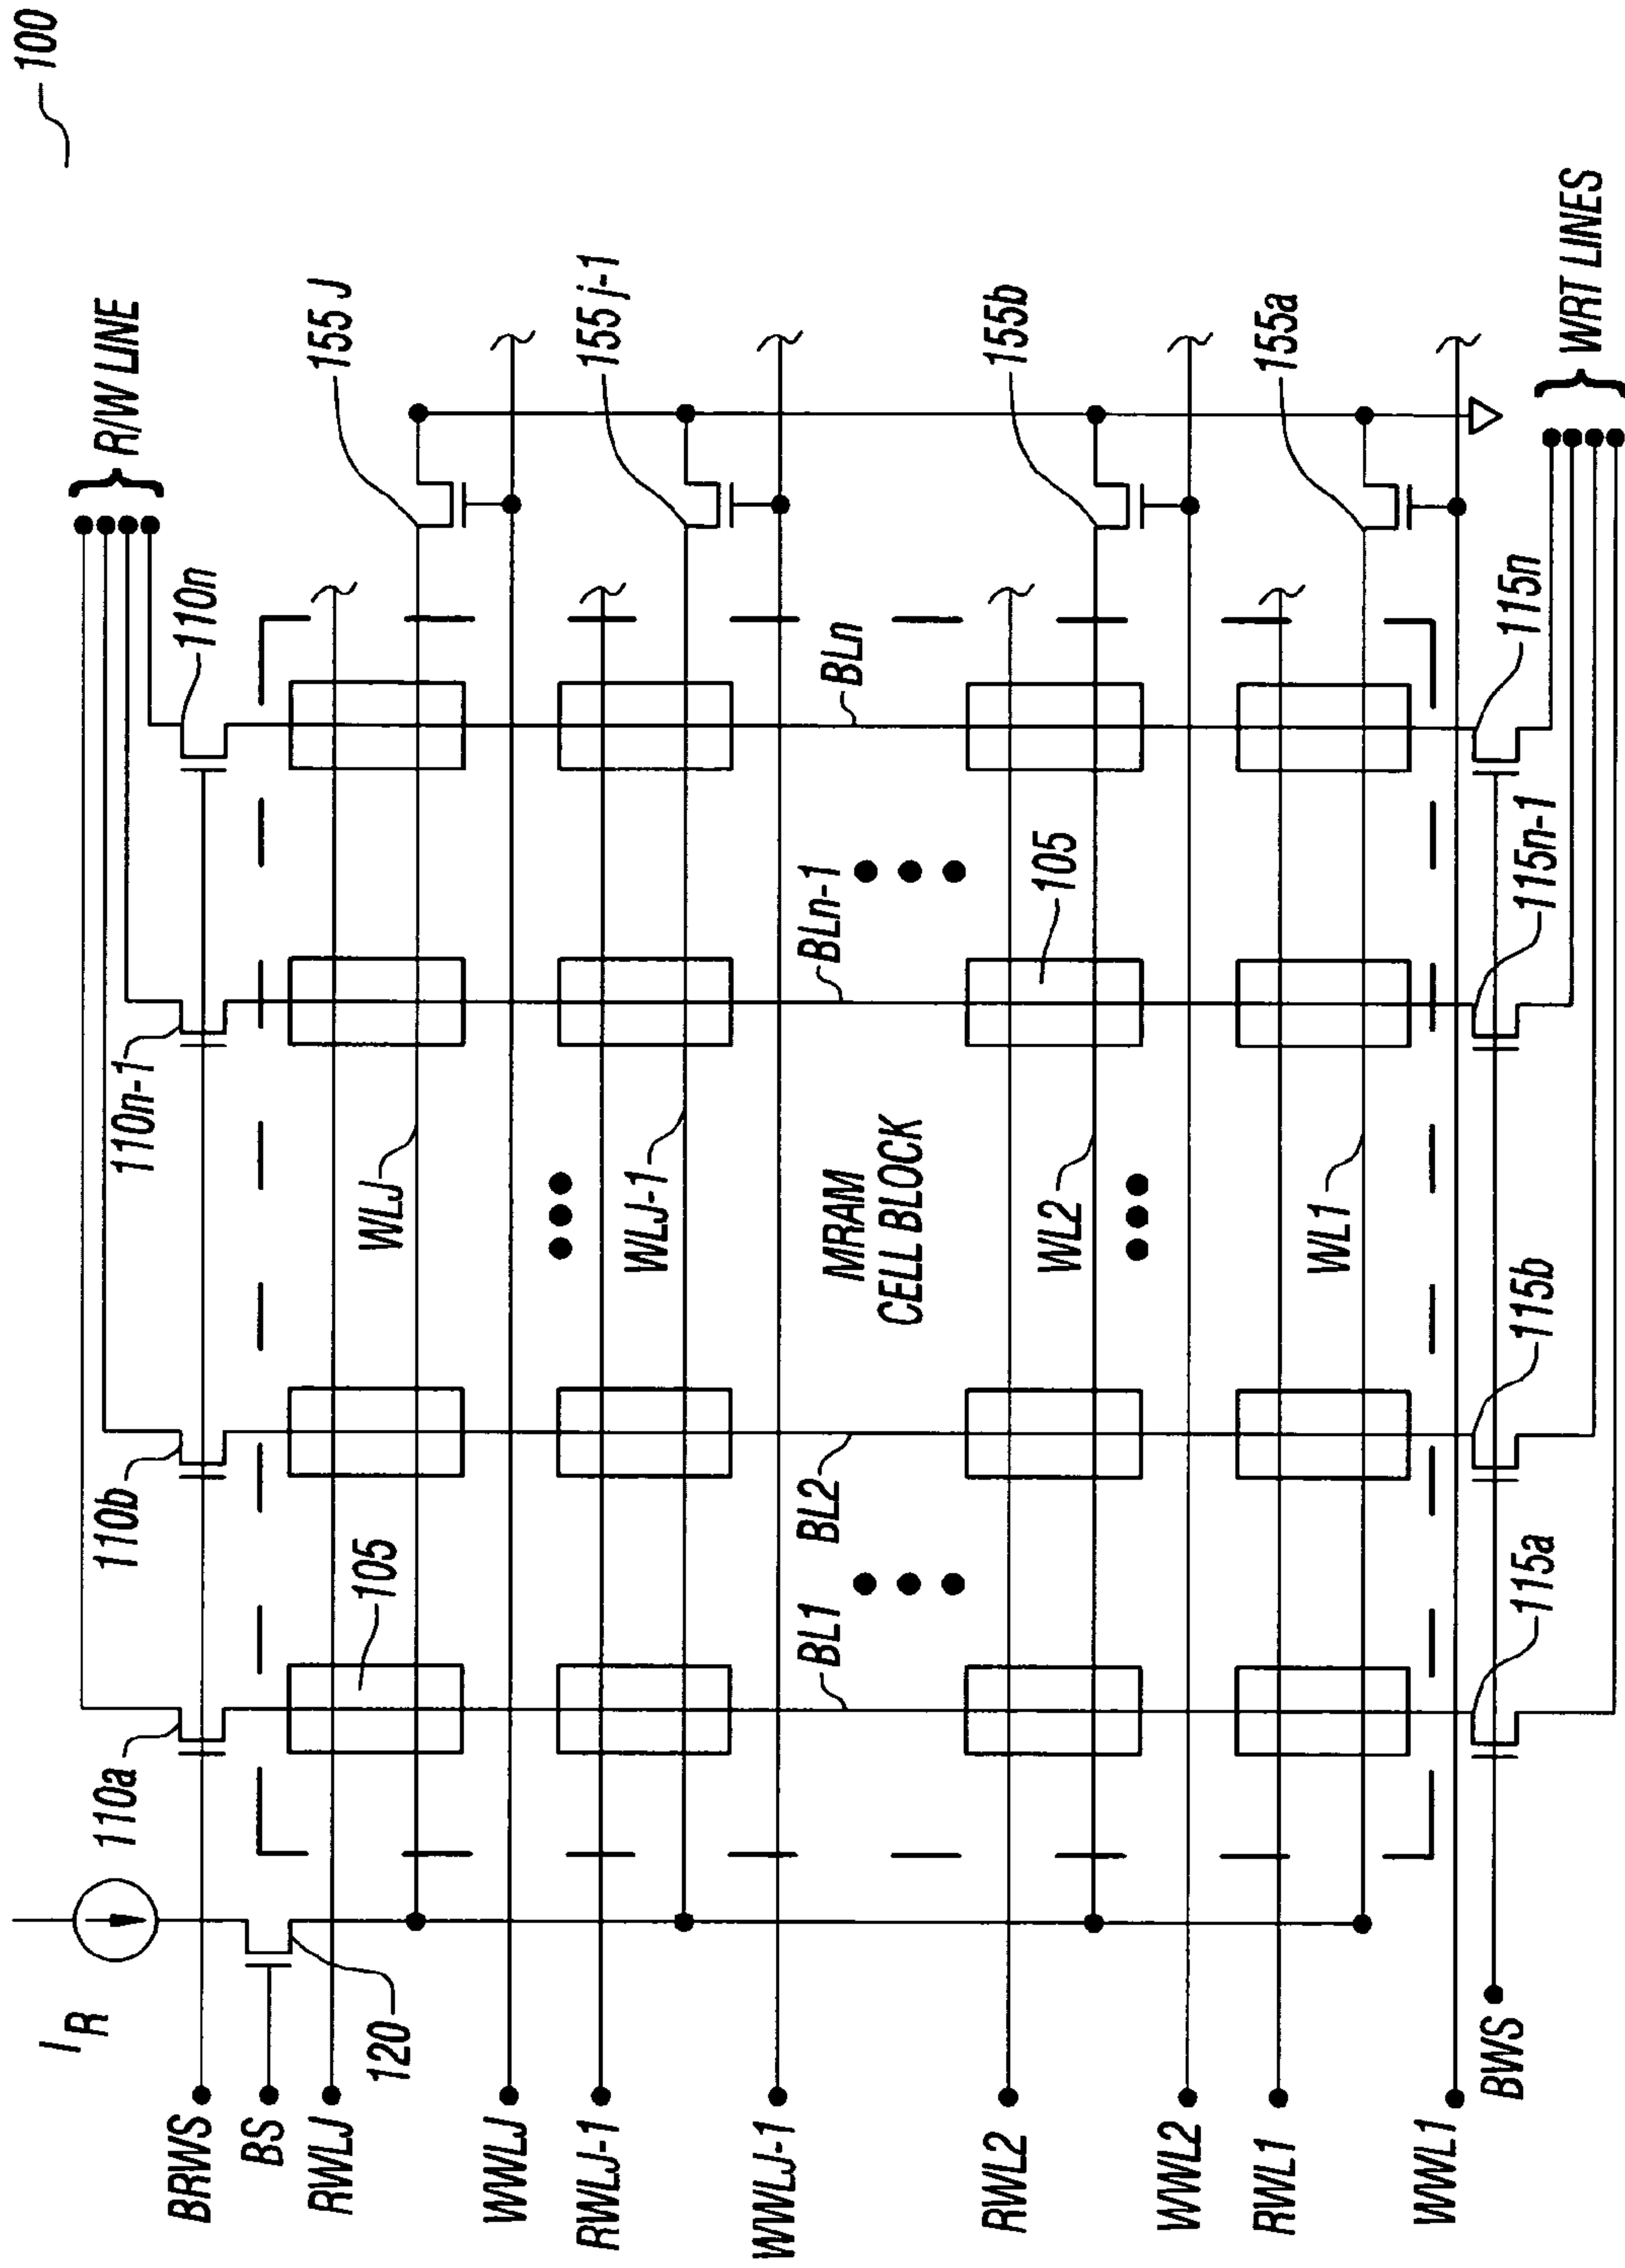 100
R/W LINE
110n
110n-1
110b
110a
I R
BRWS
BS
RWLJ
120
105
WLJ
155 J
WWLJ
RWLJ-1
WLJ-1
155 j-1
WWLJ-1
BL1
BL2
BLn-1
BLn
MRAM
CELL BLOCK
RWL2
WL2
105
155b
WWL2
RWL1
WL1
155a
WWL1
BWS
115a
115b
115n-1
115n
WRT LINES